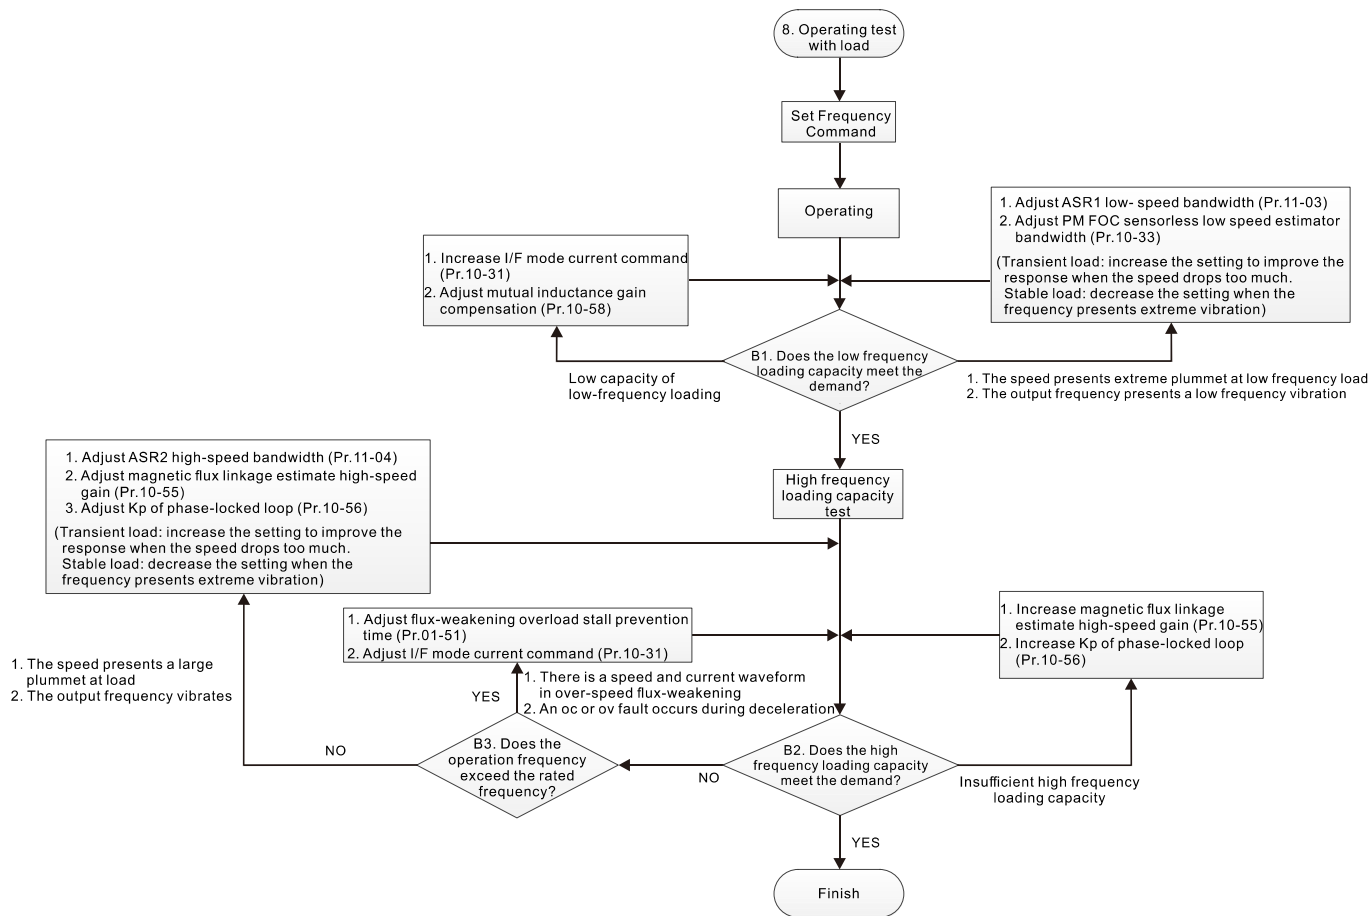 8. Operating test
with load
Set Frequency
Command
Operating
1. Adjust ASR1 low- speed bandwidth (Pr.11-03)
2. Adjust PM FOC sensorless low speed estimator
bandwidth (Pr.10-33)
(Transient load: increase the setting to improve the
response when the speed drops too much.
Stable load: decrease the setting when the
frequency presents extreme vibration)
1. Increase I/F mode current command
(Pr.10-31)
2. Adjust mutual inductance gain
compensation (Pr.10-58)
B1. Does the low frequency
loading capacity meet the
demand?
Low capacity of
low-frequency loading
1. The speed presents extreme plummet at low frequency load
2. The output frequency presents a low frequency vibration
YES
High frequency
loading capacity
test
1. Adjust ASR2 high-speed bandwidth (Pr.11-04)
2. Adjust magnetic flux linkage estimate high-speed
gain (Pr.10-55)
3. Adjust Kp of phase-locked loop (Pr.10-56)
(Transient load: increase the setting to improve the
response when the speed drops too much.
Stable load: decrease the setting when the
frequency presents extreme vibration)
1. Adjust flux-weakening overload stall prevention
time (Pr.01-51)
2. Adjust I/F mode current command (Pr.10-31)
1. Increase magnetic flux linkage
estimate high-speed gain (Pr.10-55)
2. Increase Kp of phase-locked loop
(Pr.10-56)
1. The speed presents a large
plummet at load
2. The output frequency vibrates
YES
1. There is a speed and current waveform
in over-speed flux-weakening
2. An oc or ov fault occurs during deceleration
NO
B3. Does the
operation frequency
exceed the rated
frequency?
NO
B2. Does the high
frequency loading capacity
meet the demand?
Insufficient high frequency
loading capacity
YES
Finish